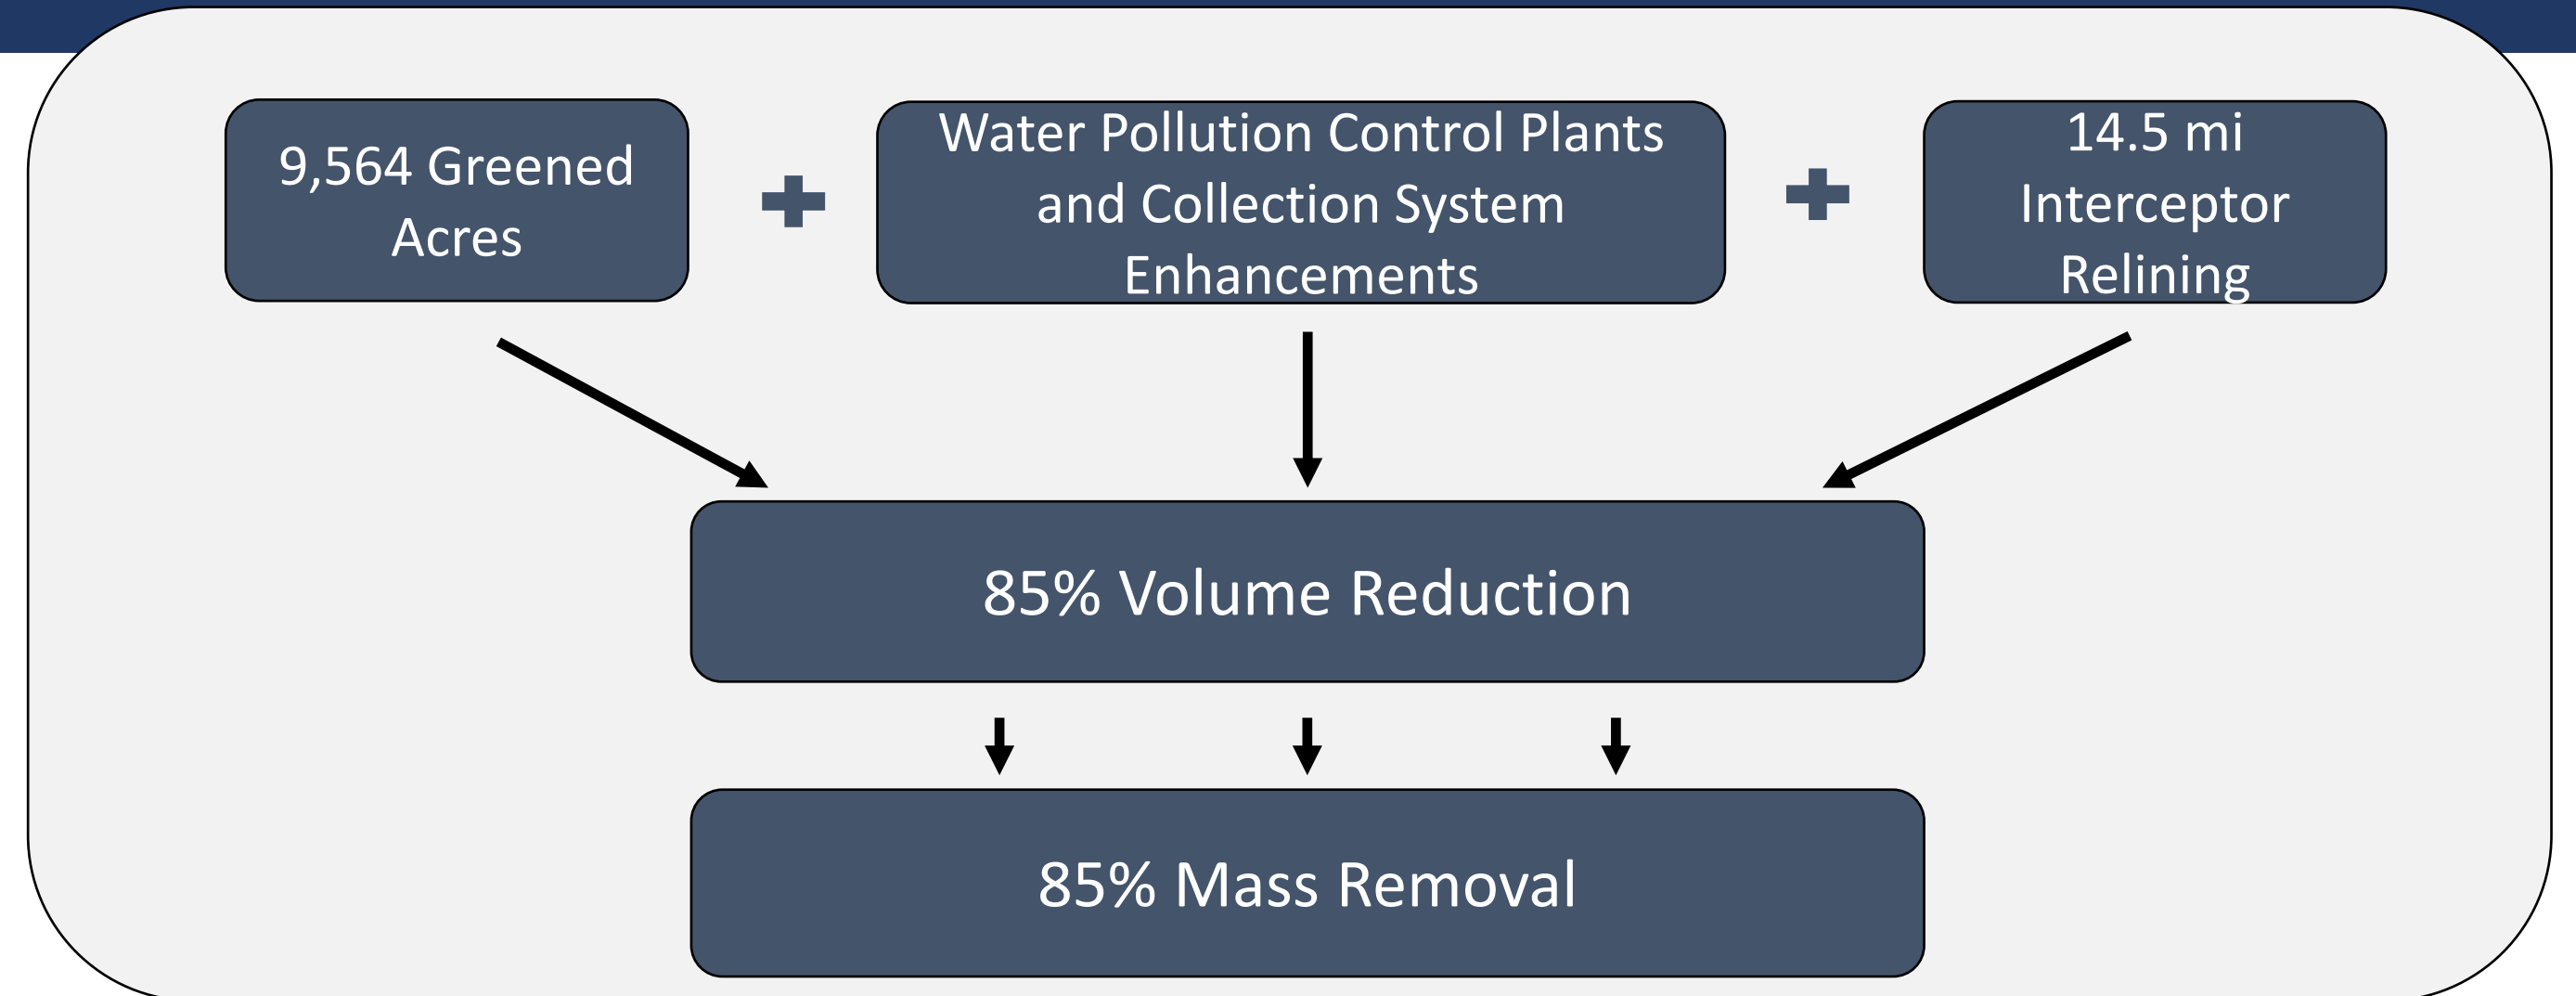 9,564 Greened
Acres
Water Pollution Control Plants
and Collection System
Enhancements
14.5 mi
Interceptor
Relining
85% Volume Reduction
85% Mass Removal